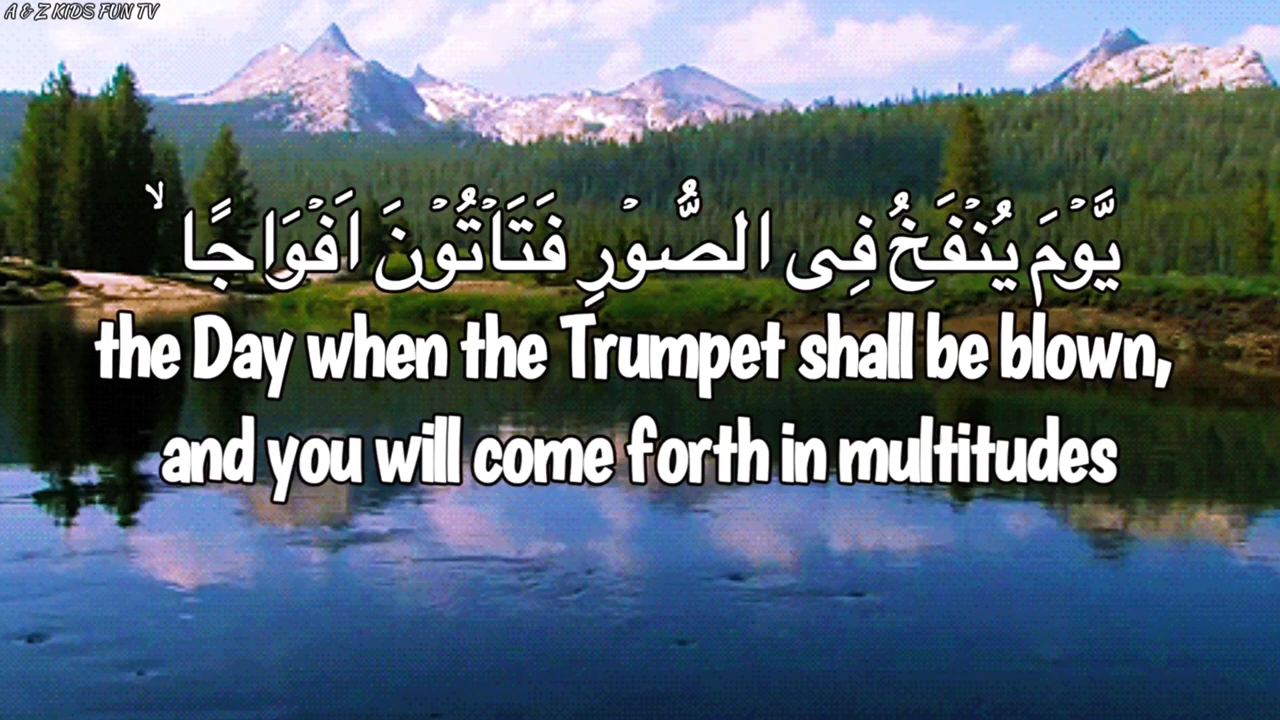 A & Z KIDS FUN TV
يَّوۡمَ يُنۡفَخُ فِى الصُّوۡرِ فَتَاۡتُوۡنَ اَفۡوَاجًا ۙ
the Day when the Trumpet shall be blown,
and you will come forth in multitudes